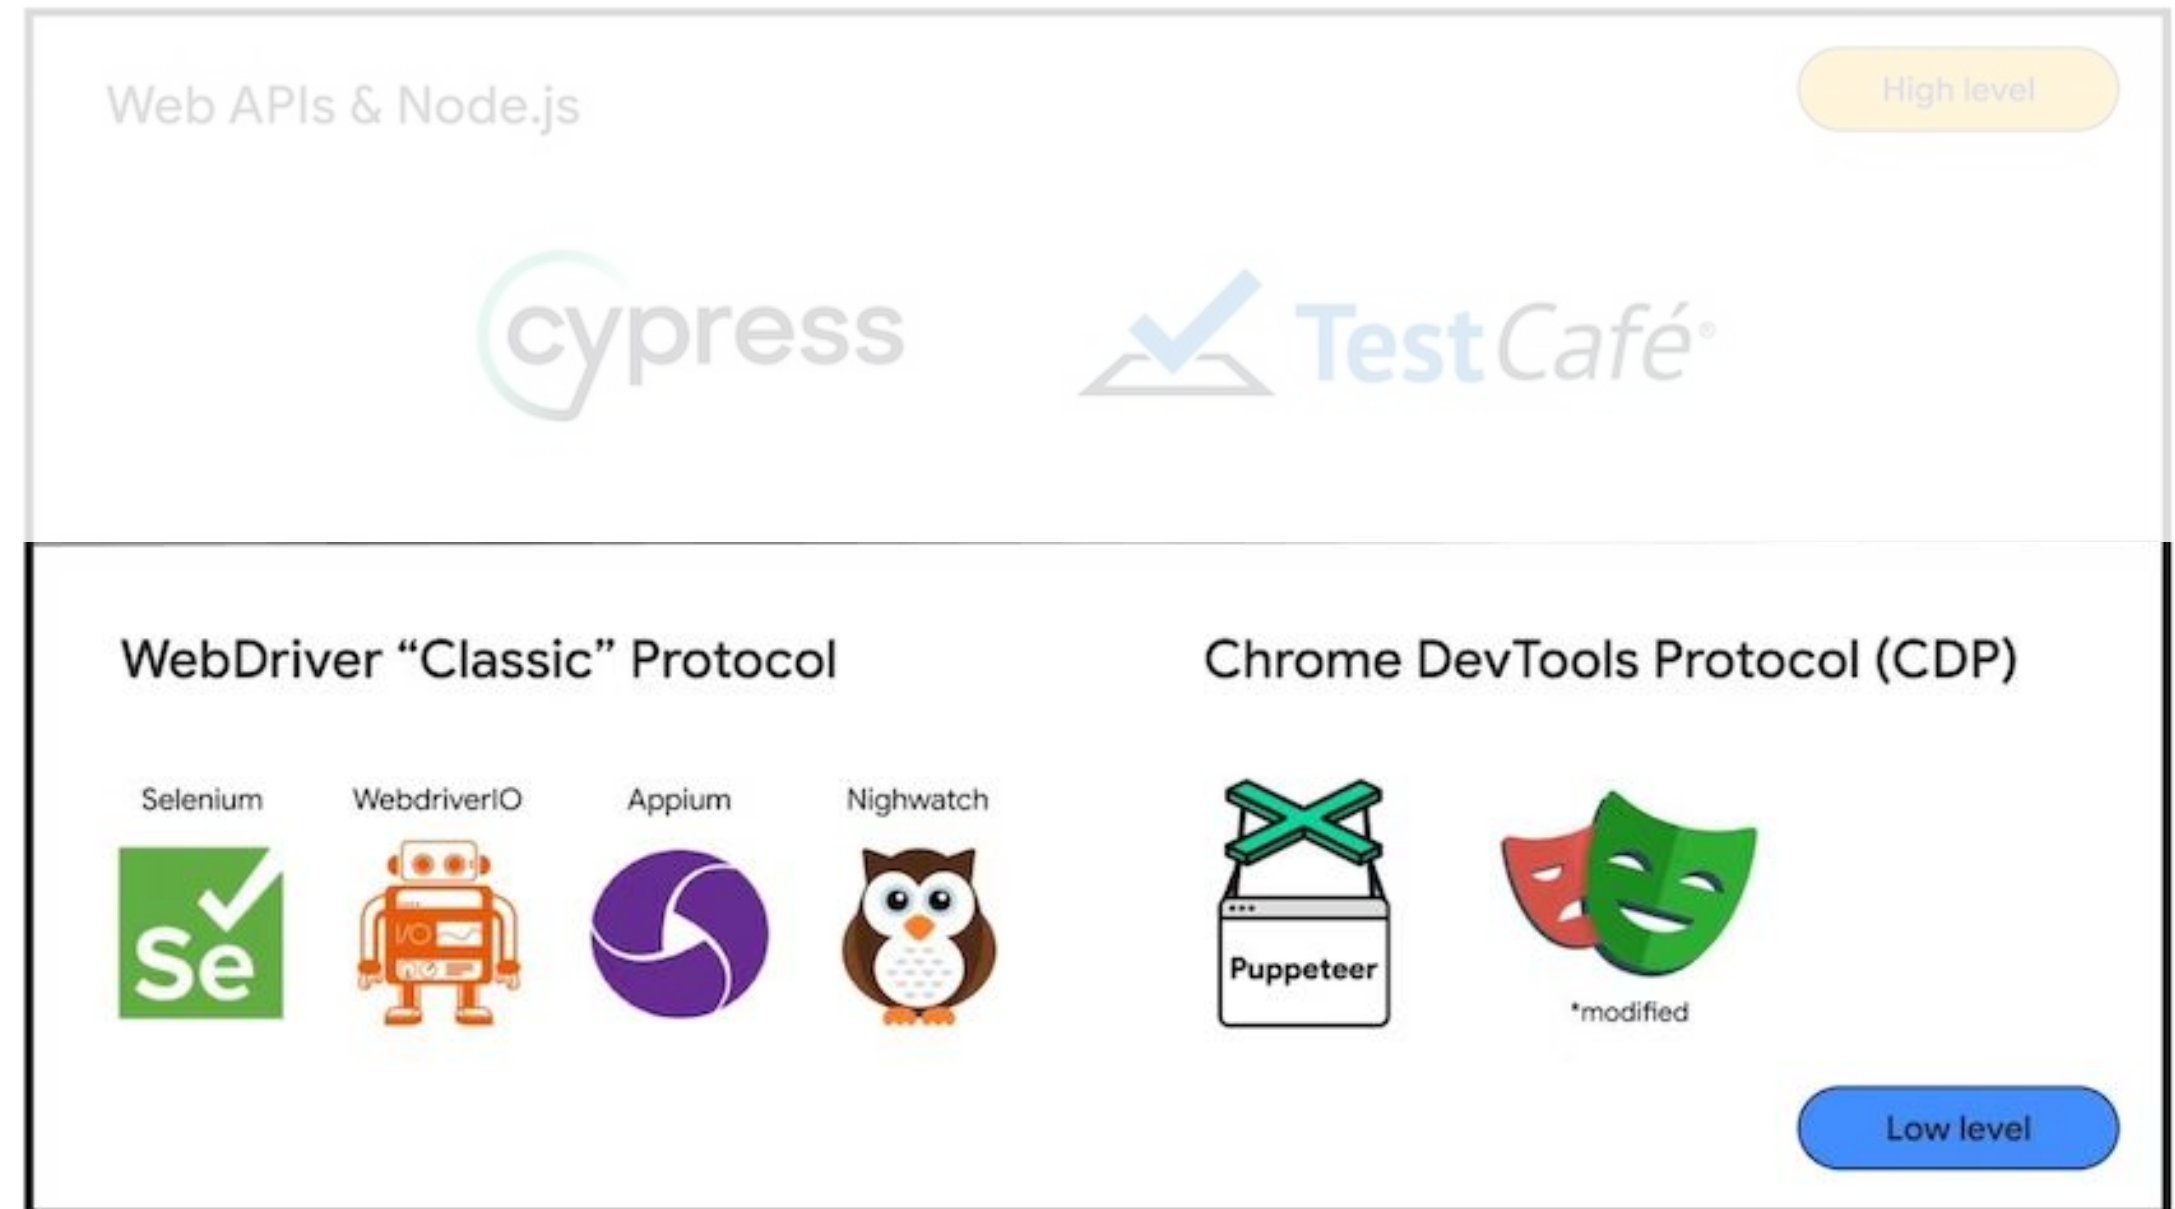 Web APIs & Node.js
High level
cypress
TestCafé®
WebDriver “Classic” Protocol
Chrome DevTools Protocol (CDP)
Selenium
WebdriverIO
Appium
Nighwatch
Se
I/O
Puppeteer
*modified
Low level